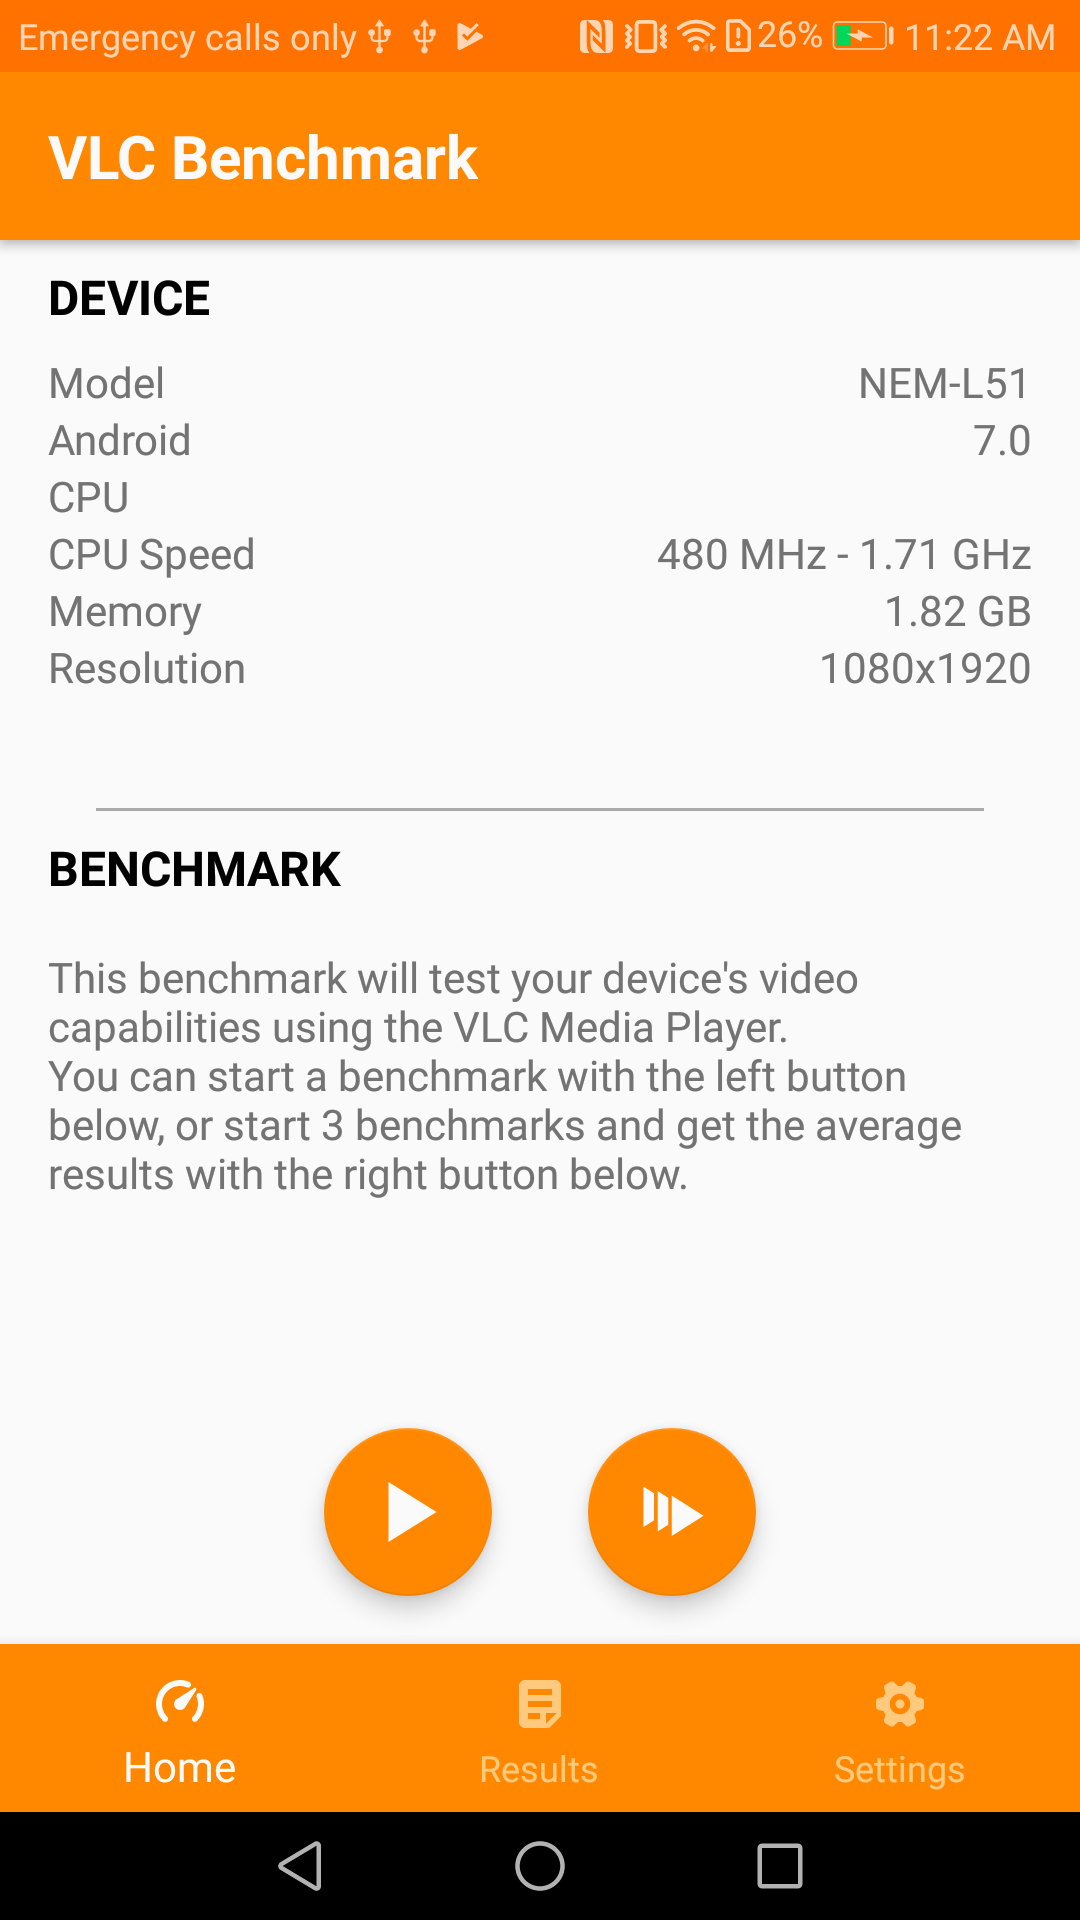 Emergency calls only 26% 11:22 AM
VLC Benchmark
DEVICE
Model NEM-L51
Android 7.0
CPU
CPU Speed 480 MHz - 1.71 GHz
Memory 1.82 GB
Resolution 1080x1920
BENCHMARK
This benchmark will test your device's video
capabilities using the VLC Media Player.
You can start a benchmark with the left button
below, or start 3 benchmarks and get the average
results with the right button below.
Home Results Settings